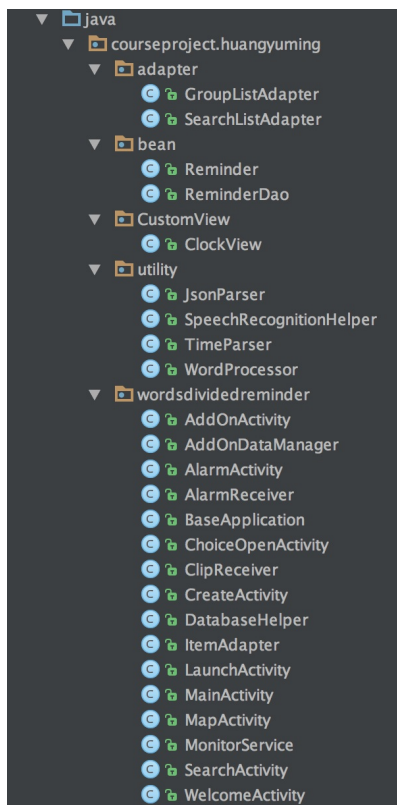 java
courseproject.huangyuming
adapter
GroupListAdapter
SearchListAdapter
bean
Reminder
ReminderDao
CustomView
ClockView
utility
JsonParser
SpeechRecognitionHelper
TimeParser
WordProcessor
wordsdividedreminder
AddOnActivity
AddOnDataManager
AlarmActivity
AlarmReceiver
BaseApplication
ChoiceOpenActivity
ClipReceiver
CreateActivity
DatabaseHelper
ItemAdapter
LaunchActivity
MainActivity
MapActivity
MonitorService
SearchActivity
WelcomeActivity